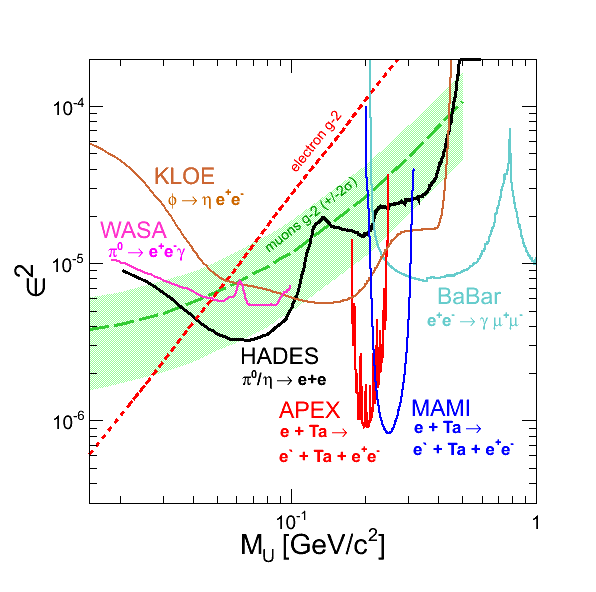 10⁻⁴
10⁻⁵
10⁻⁶
ϵ²
electron g-2
muons g-2 (+/-2σ)
KLOE
ϕ → η e⁺e⁻
WASA
π⁰ → e⁺e⁻γ
HADES
π⁰/η → e+e
BaBar
e⁺e⁻ → γ μ⁺μ⁻
APEX
e + Ta →
e` + Ta + e⁺e⁻
MAMI
e + Ta →
e` + Ta + e⁺e⁻
10⁻¹
1
M_U [GeV/c²]